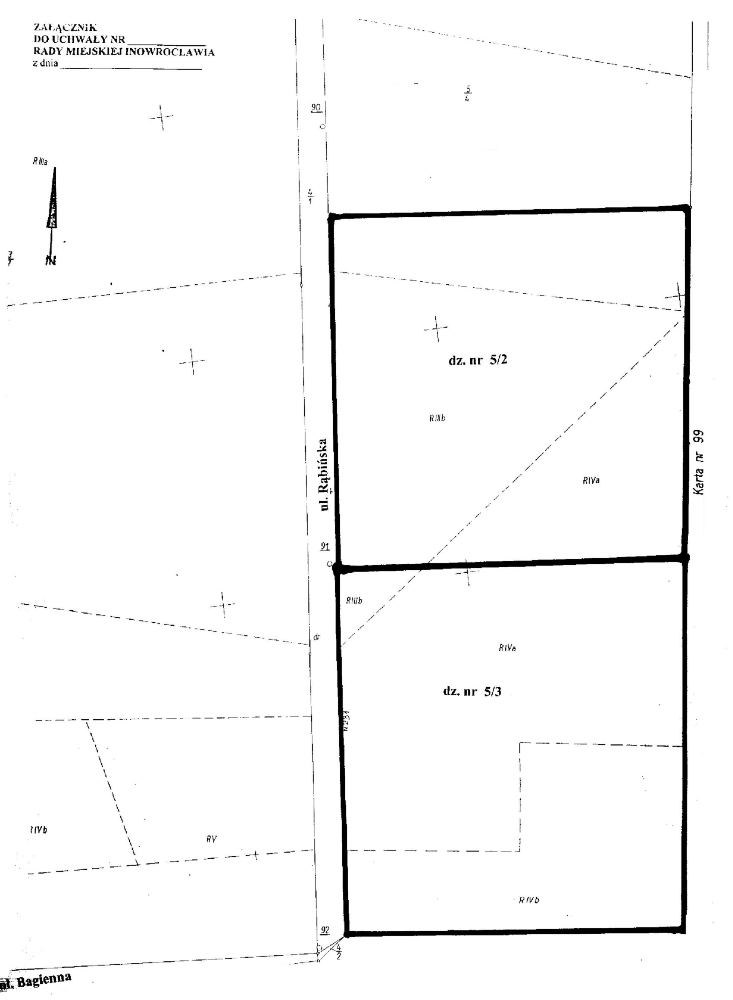 ZAŁĄCZNIK
DO UCHWAŁY NR
RADY MIEJSKIEJ INOWROCŁAWIA
z dnia
5
4
90
RIIIa
4
1
N
dz. nr 5/2
RIIIb
ul. Rąbińska
Karta nr 99
RIVa
91
RIIIb
dr
RIVa
dz. nr 5/3
N 231
IVb
RV
RIVb
92
4
2
ul. Bagienna